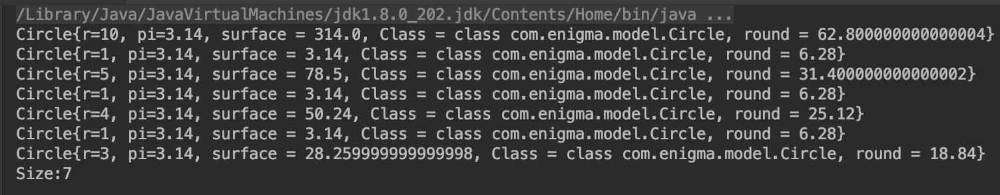 /Library/Java/JavaVirtualMachines/jdk1.8.0_202.jdk/Contents/Home/bin/java ...
Circle{r=10, pi=3.14, surface = 314.0, Class = class com.enigma.model.Circle, round = 62.800000000000004}
Circle{r=1, pi=3.14, surface = 3.14, Class = class com.enigma.model.Circle, round = 6.28}
Circle{r=5, pi=3.14, surface = 78.5, Class = class com.enigma.model.Circle, round = 31.400000000000002}
Circle{r=1, pi=3.14, surface = 3.14, Class = class com.enigma.model.Circle, round = 6.28}
Circle{r=4, pi=3.14, surface = 50.24, Class = class com.enigma.model.Circle, round = 25.12}
Circle{r=1, pi=3.14, surface = 3.14, Class = class com.enigma.model.Circle, round = 6.28}
Circle{r=3, pi=3.14, surface = 28.259999999999998, Class = class com.enigma.model.Circle, round = 18.84}
Size:7